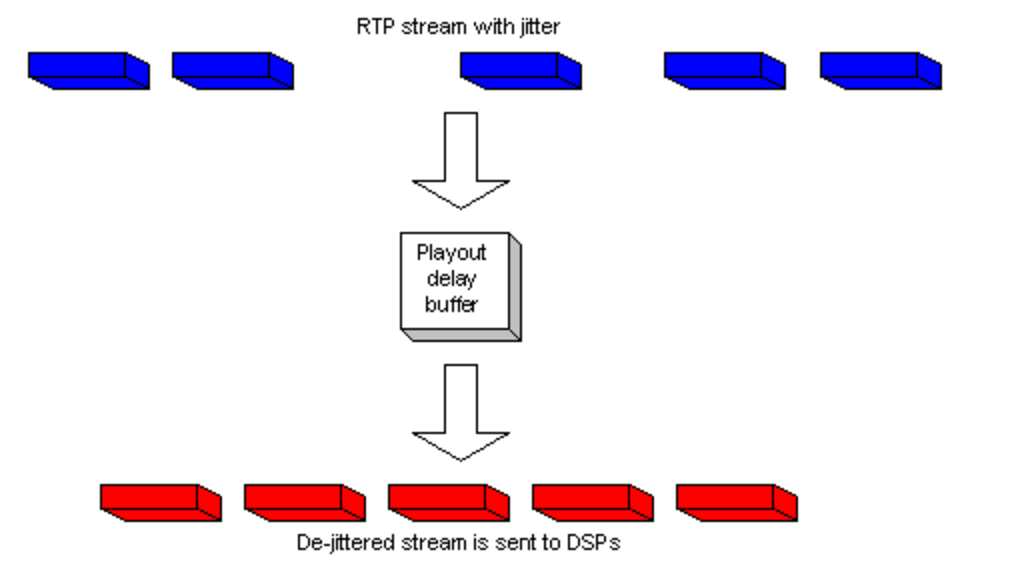 RTP stream with jitter
Playout
delay
buffer
De-jittered stream is sent to DSPs